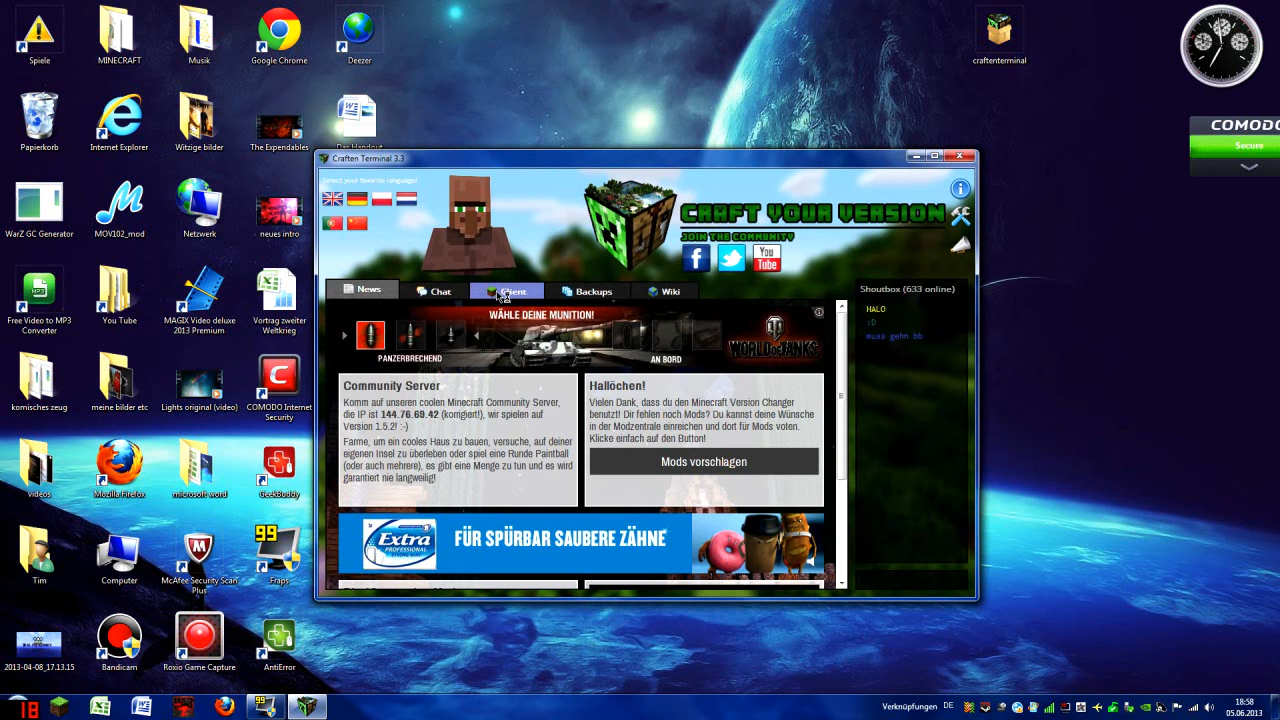 Spiele
MINECRAFT
Musik
Google Chrome
Deezer
craftenterminal
Papierkorb
Internet Explorer
Witzige bilder
The Expendables
Das Handout
COMODO
Secure
WarZ GC Generator
MOV102_mod
Netzwerk
neues intro
Free Video to MP3
Converter
You Tube
MAGIX Video deluxe
2013 Premium
Vortrag zweiter
Weltkrieg
komisches zeug
meine bilder etc
Lights original (video)
COMODO Internet
Security
videos
Mozilla Firefox
microsoft word
GeekBuddy
Tim
Computer
McAfee Security Scan
Plus
99
Fraps
2013-04-08_17.13.15
Bandicam
Roxio Game Capture
AntiError
Craften Terminal 3.3
Select your favorite language!
CRAFT YOUR VERSION
JOIN THE COMMUNITY
You
Tube
News
Chat
Client
Backups
Wiki
Shoutbox (633 online)
HALO
:D
muss gehn bb
WÄHLE DEINE MUNITION!
PANZERBRECHEND
AN BORD
WORLD OF TANKS
Community Server
Komm auf unseren coolen Minecraft Community Server,
die IP ist 144.76.69.42 (korrigiert!), wir spielen auf
Version 1.5.2! :-)
Farme, um ein cooles Haus zu bauen, versuche, auf deiner
eigenen Insel zu überleben oder spiel eine Runde Paintball
(oder auch mehrere), es gibt eine Menge zu tun und es wird
garantiert nie langweilig!
Hallöchen!
Vielen Dank, dass du den Minecraft Version Changer
benutzt! Dir fehlen noch Mods? Du kannst deine Wünsche
in der Modzentrale einreichen und dort für Mods voten.
Klicke einfach auf den Button!
Mods vorschlagen
Extra
PROFESSIONAL
FÜR SPÜRBAR SAUBERE ZÄHNE
18
99
Verknüpfungen
DE
18:58
05.06.2013